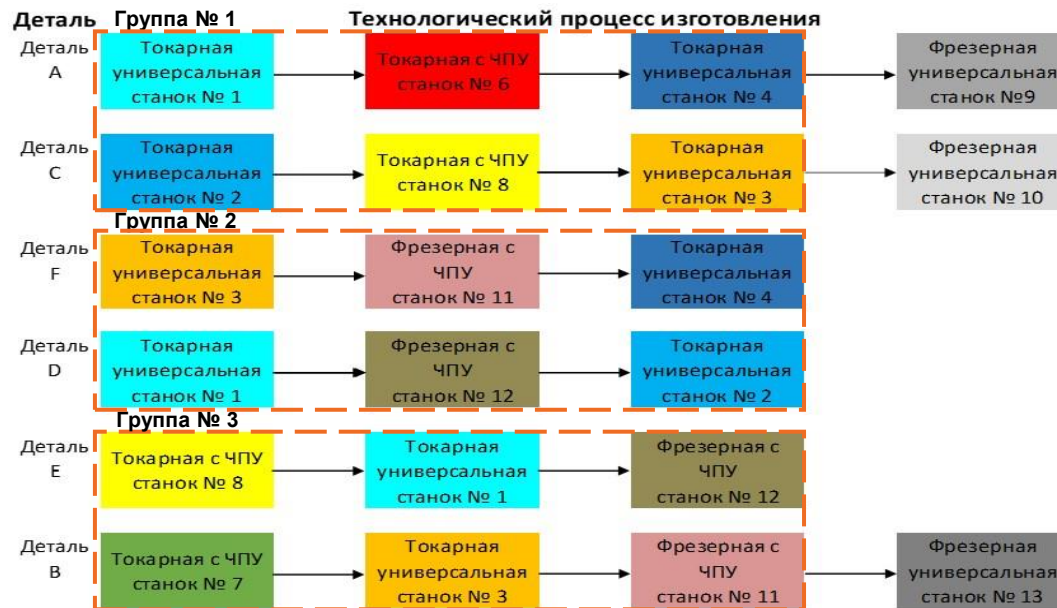 Деталь Группа № 1 Технологический процесс изготовления
Деталь
A
Токарная
универсальная
станок № 1
Токарная с ЧПУ
станок № 6
Токарная
универсальная
станок № 4
Фрезерная
универсальная
станок №9
Деталь
C
Токарная
универсальная
станок № 2
Токарная с ЧПУ
станок № 8
Токарная
универсальная
станок № 3
Фрезерная
универсальная
станок № 10
Группа № 2
Деталь
F
Токарная
универсальная
станок № 3
Фрезерная с
ЧПУ
станок № 11
Токарная
универсальная
станок № 4
Деталь
D
Токарная
универсальная
станок № 1
Фрезерная с
ЧПУ
станок № 12
Токарная
универсальная
станок № 2
Группа № 3
Деталь
E
Токарная с ЧПУ
станок № 8
Токарная
универсальная
станок № 1
Фрезерная с
ЧПУ
станок № 12
Деталь
B
Токарная с ЧПУ
станок № 7
Токарная
универсальная
станок № 3
Фрезерная с
ЧПУ
станок № 11
Фрезерная
универсальная
станок № 13